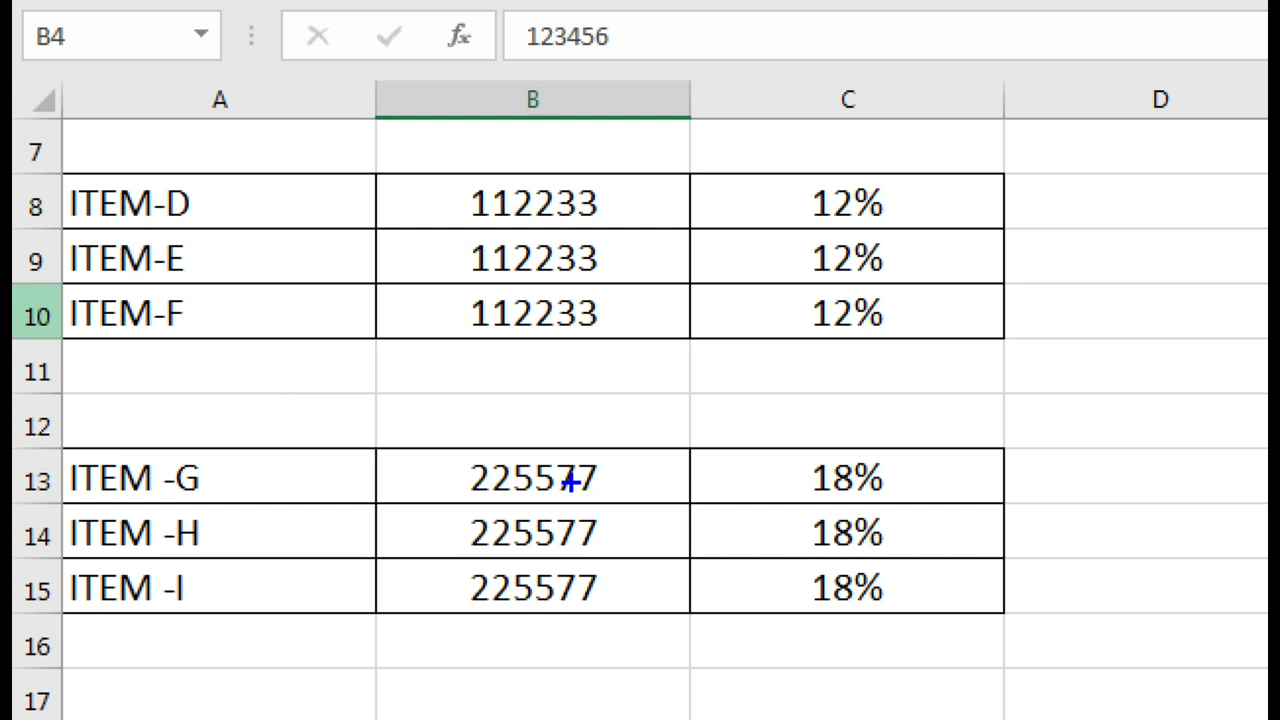 B4 fx 123456
A B C D
7
8 ITEM-D 112233 12%
9 ITEM-E 112233 12%
10 ITEM-F 112233 12%
11
12
13 ITEM -G 225577 18%
14 ITEM -H 225577 18%
15 ITEM -I 225577 18%
16
17